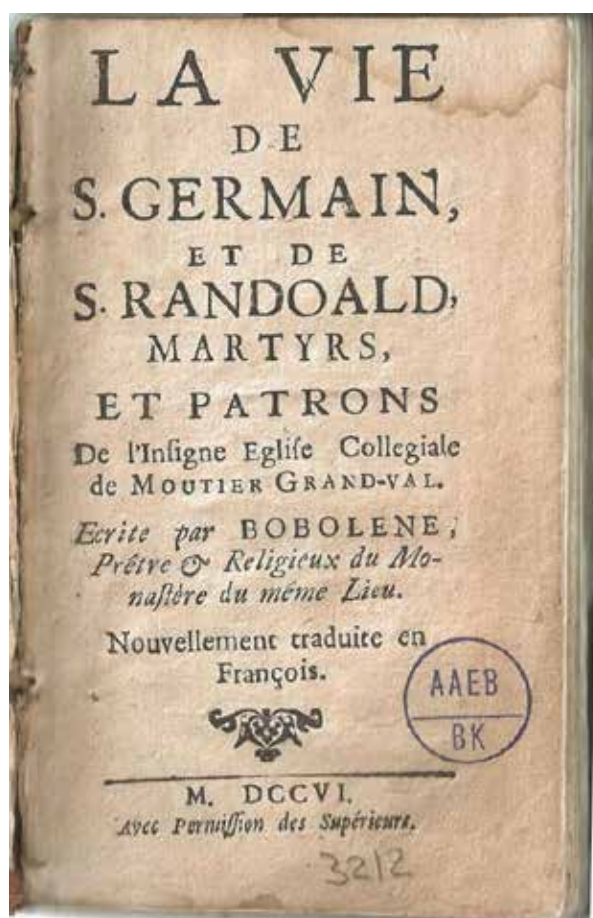 LA VIE
DE
S. GERMAIN,
ET DE
S. RANDOALD,
MARTYRS,
ET PATRONS
De l'Inſigne Egliſe Collegiale
de MOUTIER GRAND-VAL.
Ecrite par BOBOLENE,
Prêtre & Religieux du Mo-
naſtère du même Lieu.
Nouvellement traduite en
François.
AAEB
BK
M. DCCVI.
Avec Permiſſion des Supérieurs.
3212